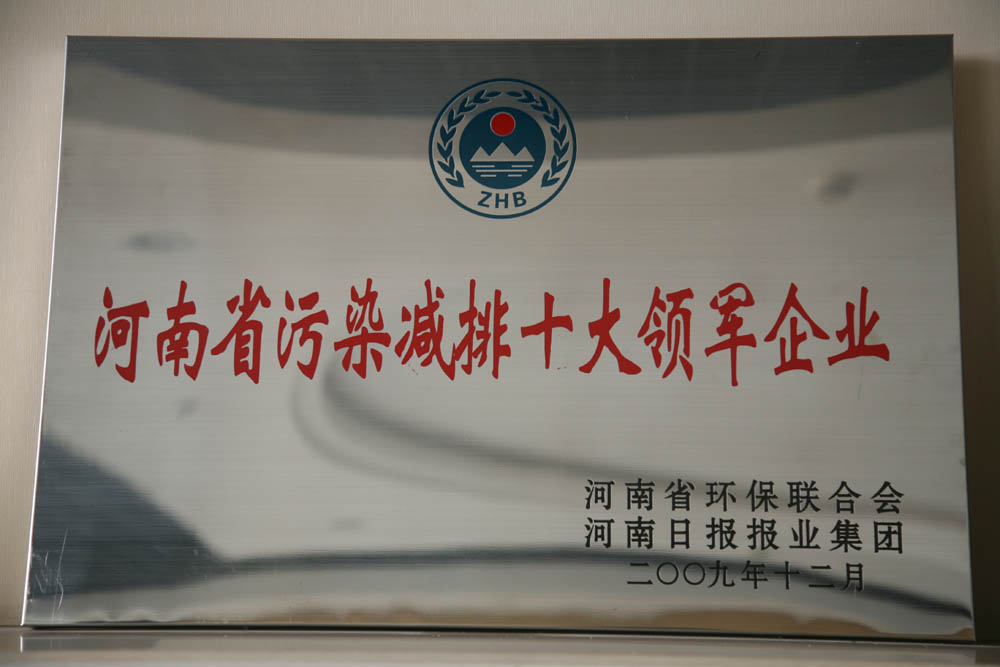 ZHB
河南省污染减排十大领军企业
河南省环保联合会
河南日报报业集团
二〇〇九年十二月